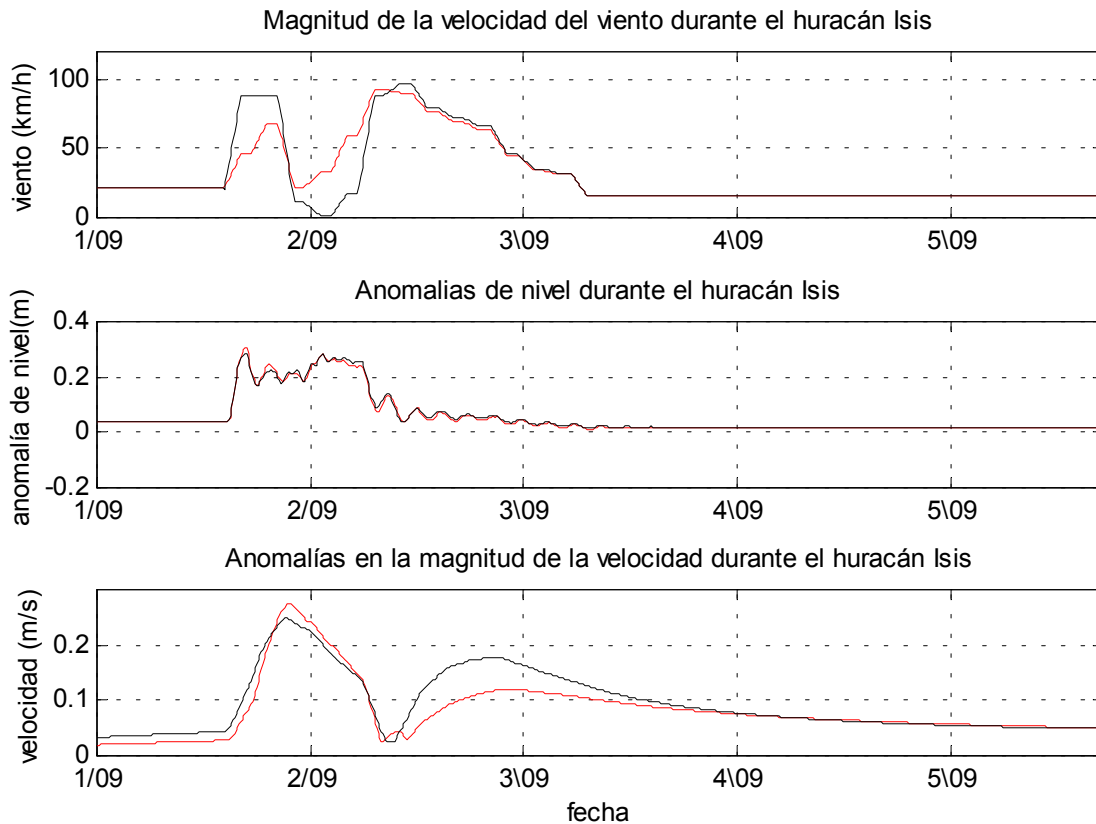 Magnitud de la velocidad del viento durante el huracán Isis
viento (km/h)
100
50
0
1/09 2/09 3\09 4\09 5\09
Anomalias de nivel durante el huracán Isis
anomalía de nivel(m)
0.4
0.2
0
-0.2
1/09 2/09 3\09 4\09 5\09
Anomalías en la magnitud de la velocidad durante el huracán Isis
velocidad (m/s)
0.2
0.1
0
1/09 2/09 3\09 4\09 5\09
fecha